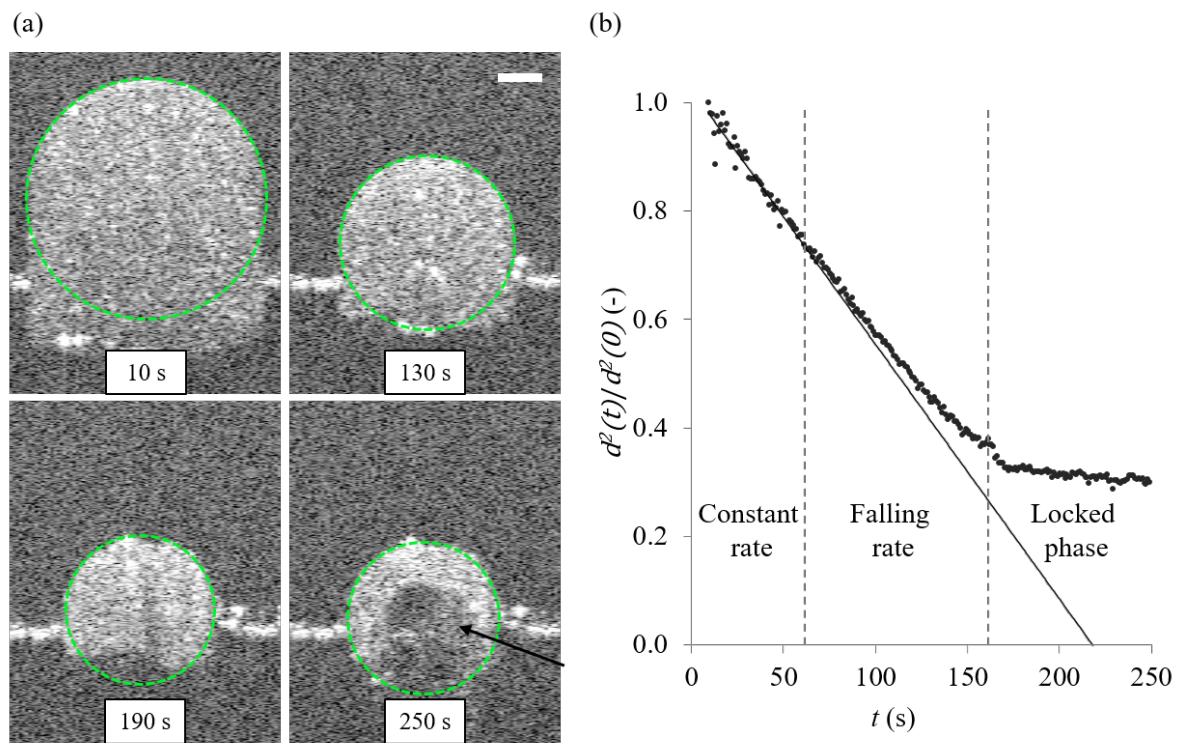 (a)
(b)
10 s
130 s
190 s
250 s
d²(t)/d²(0) (-)
1.0
0.8
0.6
0.4
0.2
0.0
Constant
rate
Falling
rate
Locked
phase
0
50
100
150
200
250
t (s)